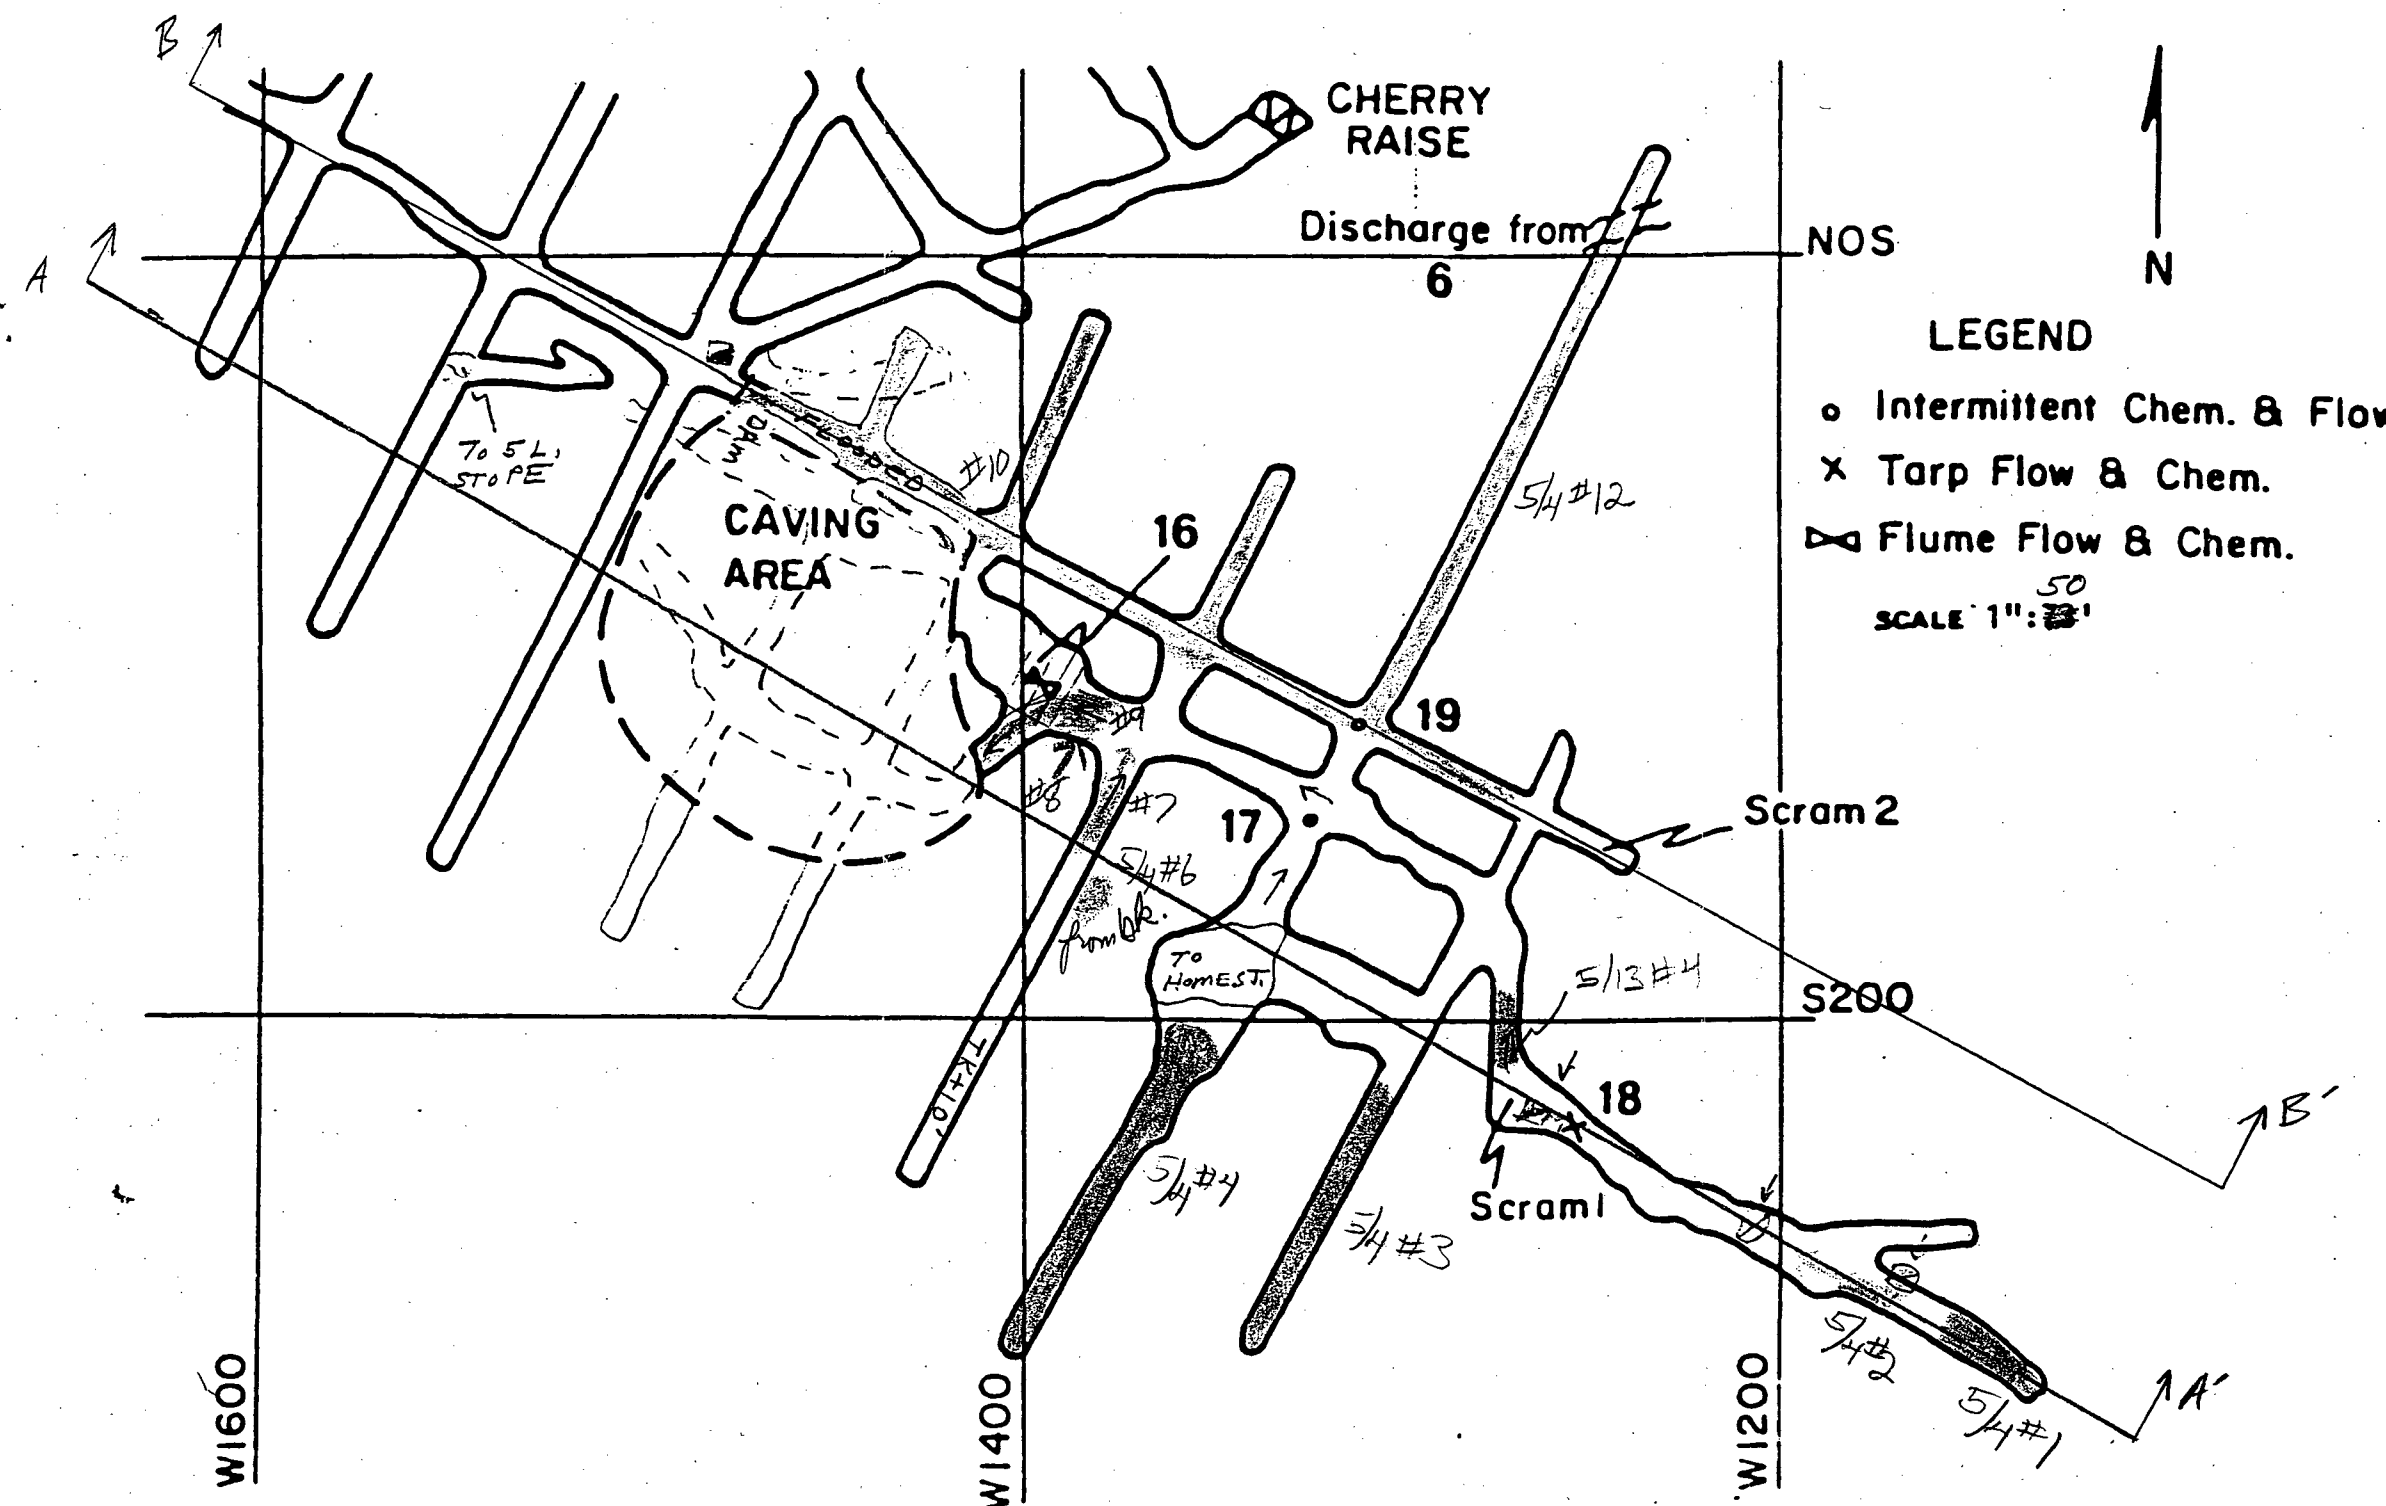 B
CHERRY
RAISE
Discharge from
6
NOS
N
A
LEGEND
Intermittent Chem. & Flow
Tarp Flow & Chem.
Flume Flow & Chem.
50
SCALE 1":
To 5 L.
STOPE
DAM
FLOODED
#10
CAVING
AREA
16
5/4 #12
#9
19
#8
#7
17
Scram 2
5/4 #6
from bk.
TO
HOMEST.
5/13 #4
S200
TK+10'
18
B'
5/4 #4
Scram 1
5/4 #3
5/4 #2
5/4 #1
A'
W1600
W1400
W1200